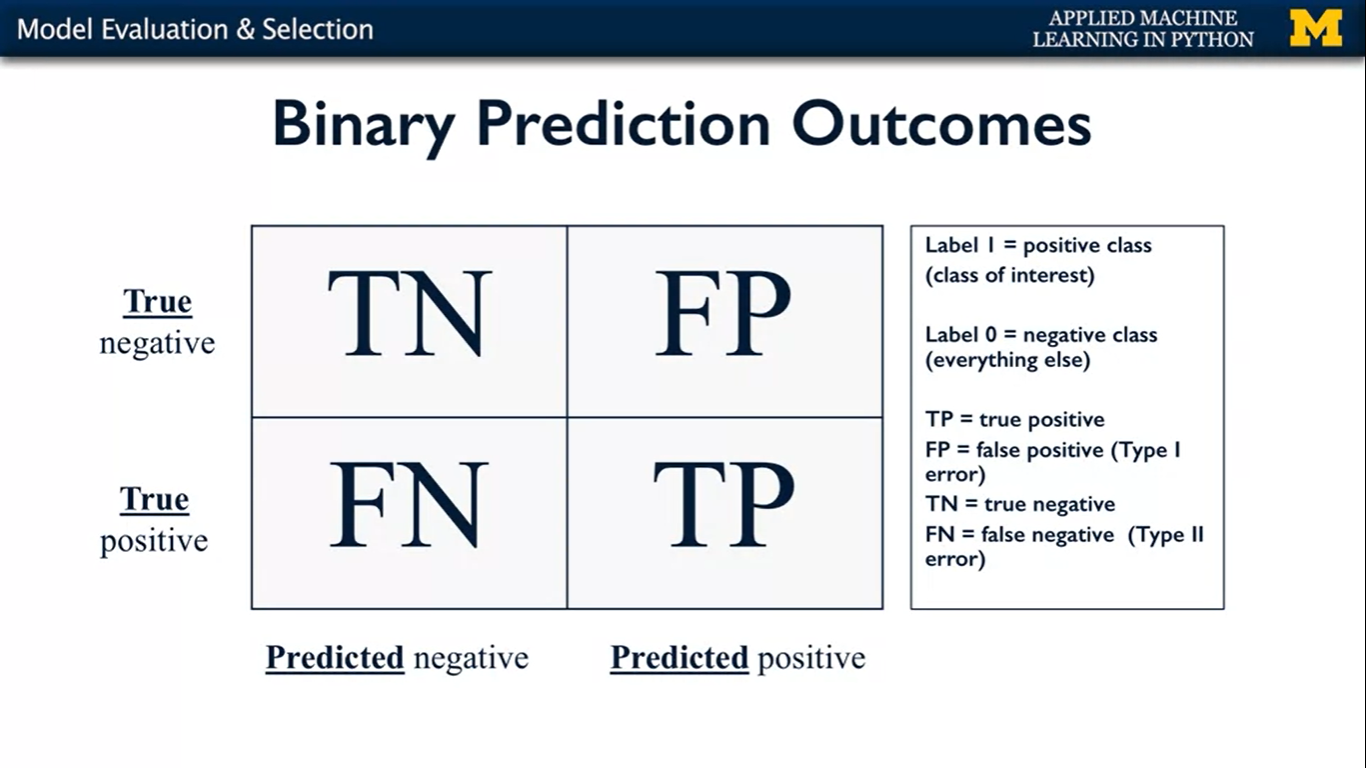 Model Evaluation & Selection
APPLIED MACHINE
LEARNING IN PYTHON
M
Binary Prediction Outcomes
True
negative
TN
FP
True
positive
FN
TP
Predicted negative
Predicted positive
Label 1 = positive class
(class of interest)
Label 0 = negative class
(everything else)
TP = true positive
FP = false positive (Type I
error)
TN = true negative
FN = false negative (Type II
error)